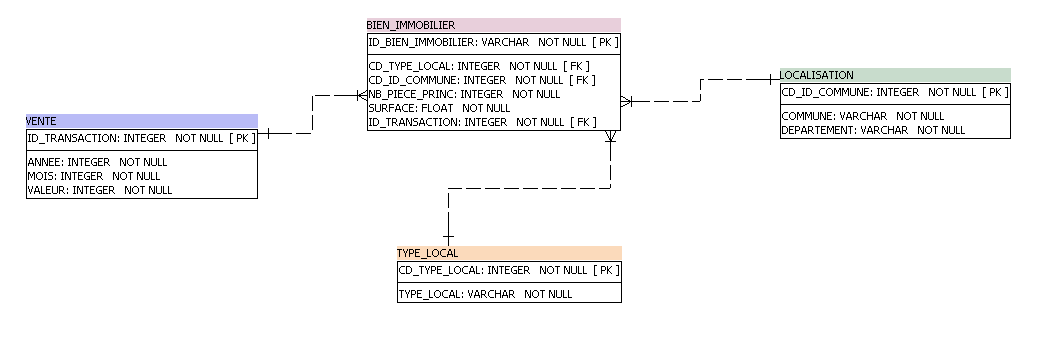 BIEN_IMMOBILIER
ID_BIEN_IMMOBILIER: VARCHAR NOT NULL [ PK ]
CD_TYPE_LOCAL: INTEGER NOT NULL [ FK ]
CD_ID_COMMUNE: INTEGER NOT NULL [ FK ]
NB_PIECE_PRINC: INTEGER NOT NULL
SURFACE: FLOAT NOT NULL
ID_TRANSACTION: INTEGER NOT NULL [ FK ]
LOCALISATION
CD_ID_COMMUNE: INTEGER NOT NULL [ PK ]
COMMUNE: VARCHAR NOT NULL
DEPARTEMENT: VARCHAR NOT NULL
VENTE
ID_TRANSACTION: INTEGER NOT NULL [ PK ]
ANNEE: INTEGER NOT NULL
MOIS: INTEGER NOT NULL
VALEUR: INTEGER NOT NULL
TYPE_LOCAL
CD_TYPE_LOCAL: INTEGER NOT NULL [ PK ]
TYPE_LOCAL: VARCHAR NOT NULL